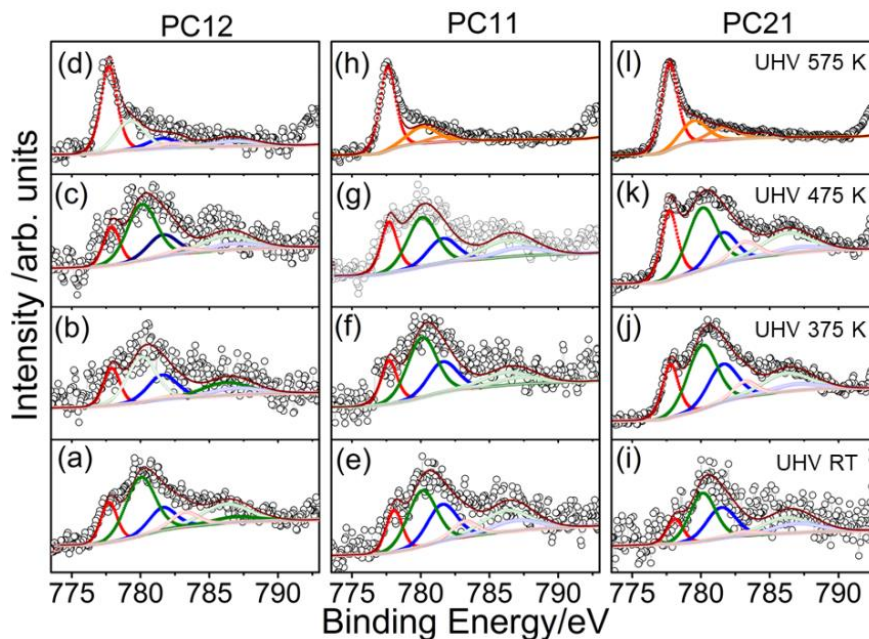 PC12 PC11 PC21
(d) (h) (l) UHV 575 K
(c) (g) (k) UHV 475 K
(b) (f) (j) UHV 375 K
(a) (e) (i) UHV RT
775 780 785 790 775 780 785 790 775 780 785 790
Intensity /arb. units
Binding Energy/eV